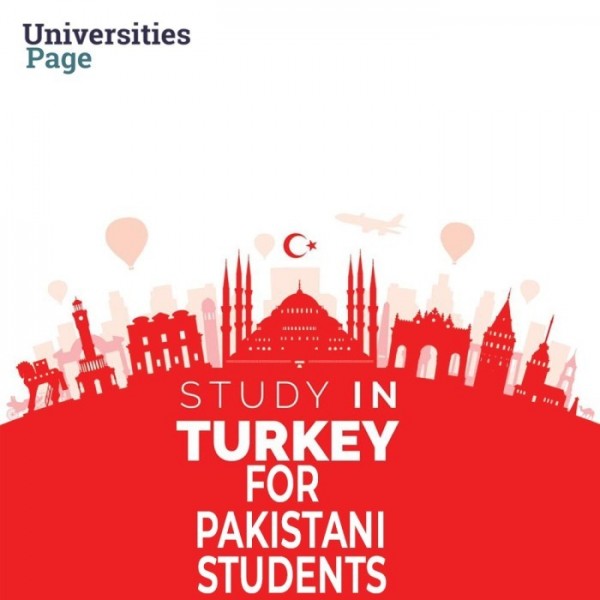 Universities
Page
STUDY IN
TURKEY
FOR
PAKISTANI
STUDENTS